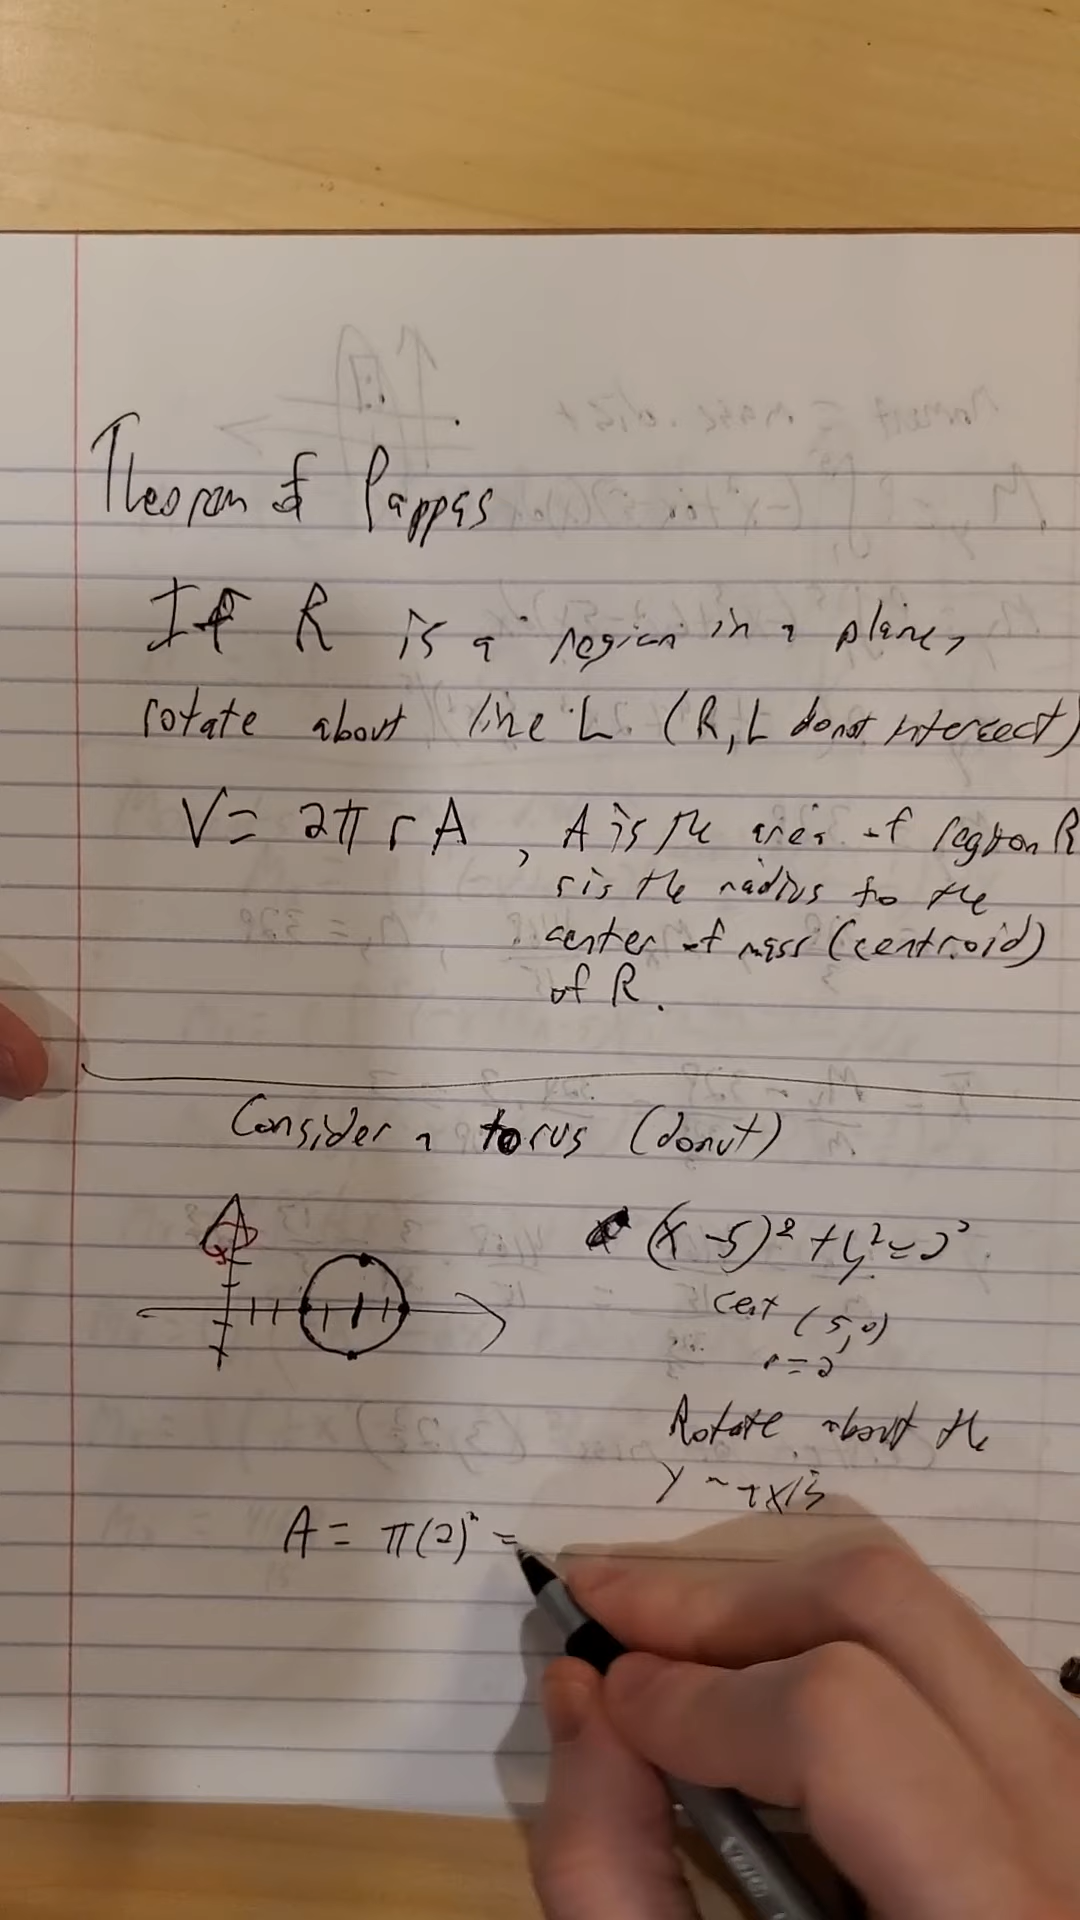 Theorem of Pappas
If R is a region in a plane,
rotate about line L. (R, L do not intersect)
V = 2π r A , A is the area of region R
r is the radius to the
center of mass (centroid)
of R.
Consider a torus (donut)
(x - 5)² + y² = 2²
cent (5,0)
r = 2
Rotate about the
y-axis
A = π(2)² =